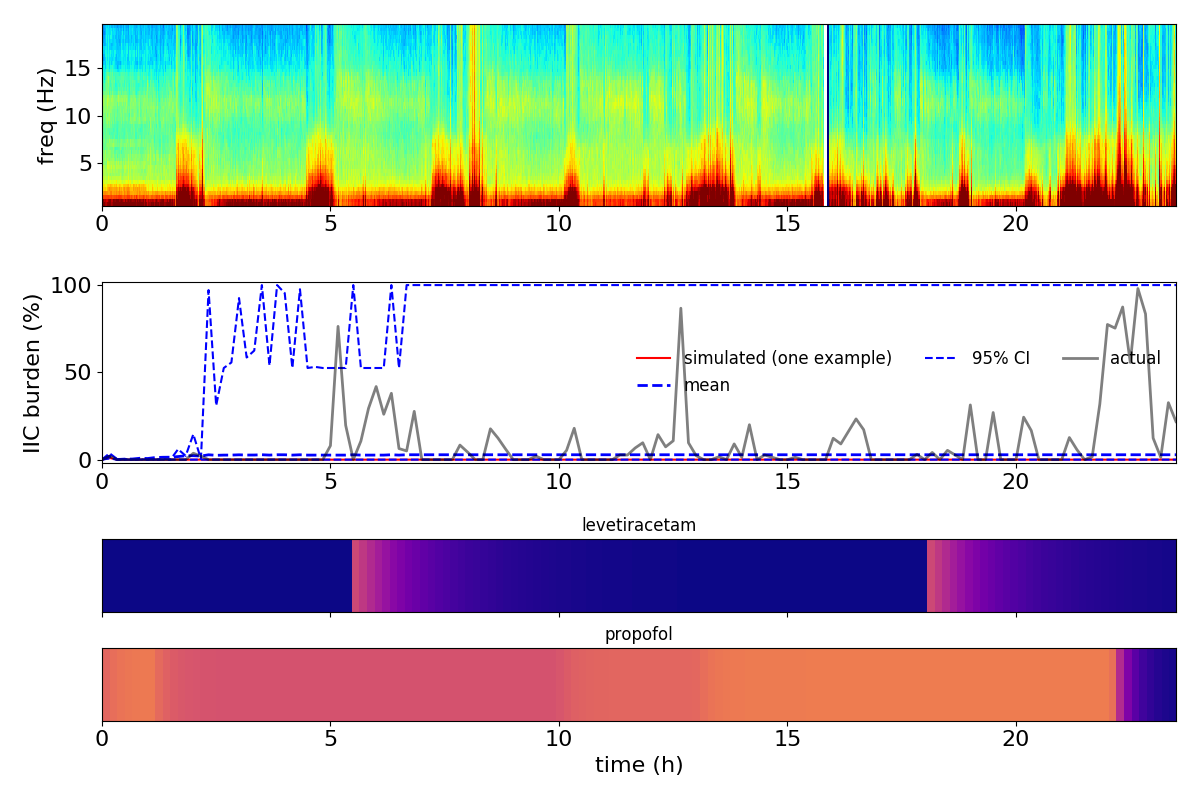 freq (Hz)
15
10
5
0 5 10 15 20
IIC burden (%)
100
50
0
simulated (one example)
mean
95% CI
actual
0 5 10 15 20
levetiracetam
propofol
0 5 10 15 20
time (h)